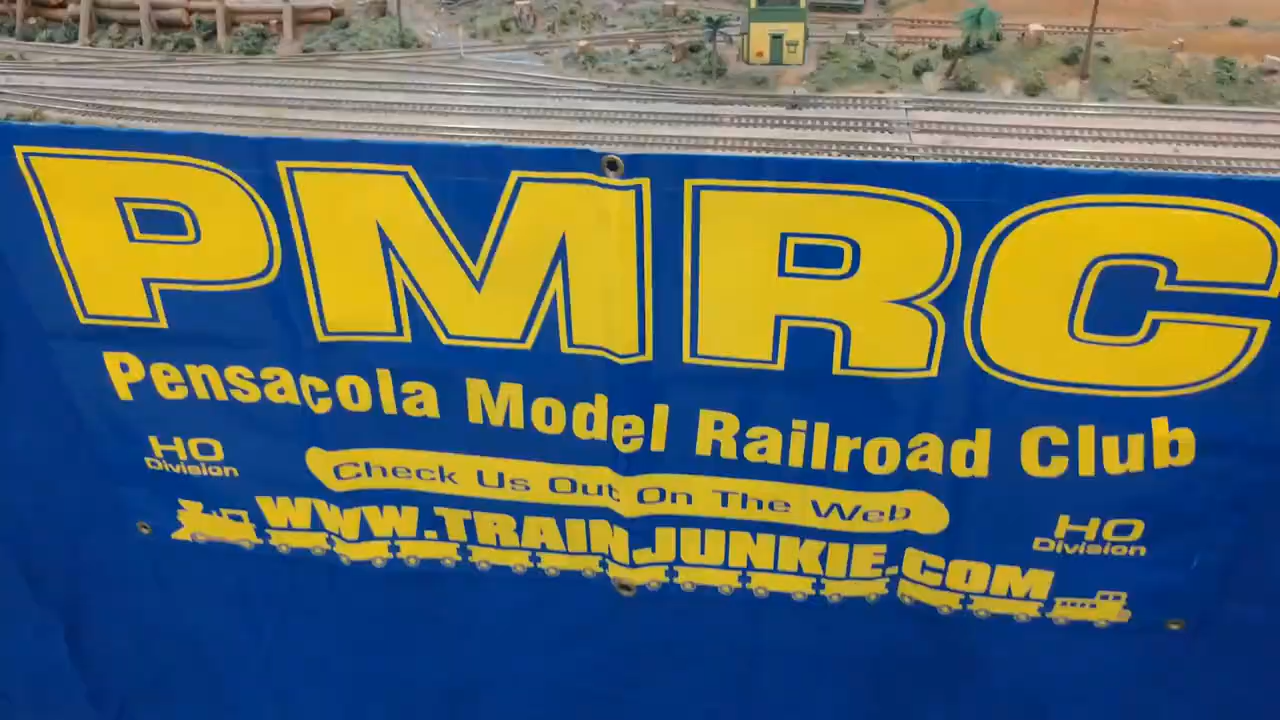 PMRC
Pensacola Model Railroad Club
HO
Division
Check Us Out On The Web
WWW.TRAINJUNKIE.COM
HO
Division